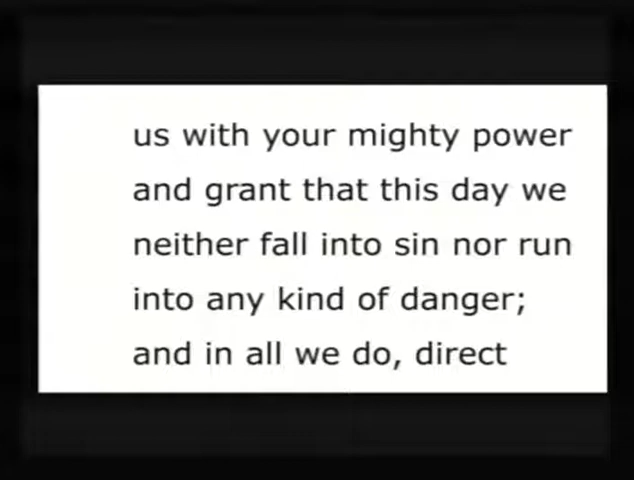 us with your mighty power
and grant that this day we
neither fall into sin nor run
into any kind of danger;
and in all we do, direct